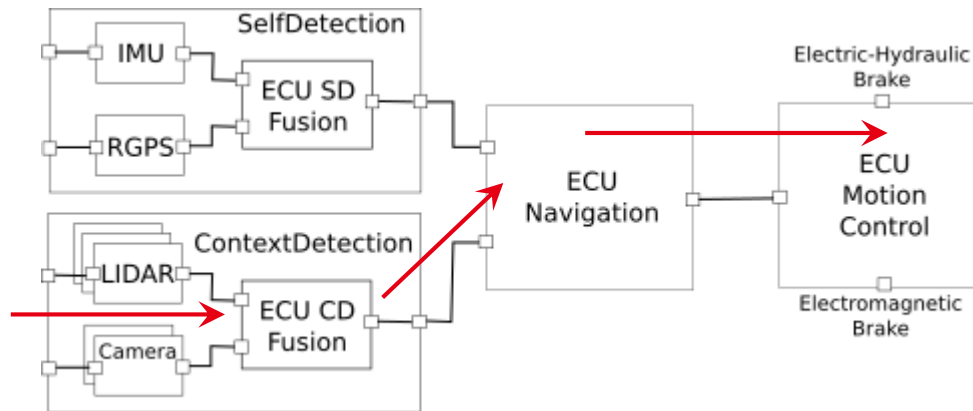 SelfDetection
IMU
RGPS
ECU SD
Fusion
ContextDetection
LIDAR
Camera
ECU CD
Fusion
ECU
Navigation
Electric-Hydraulic
Brake
ECU
Motion
Control
Electromagnetic
Brake